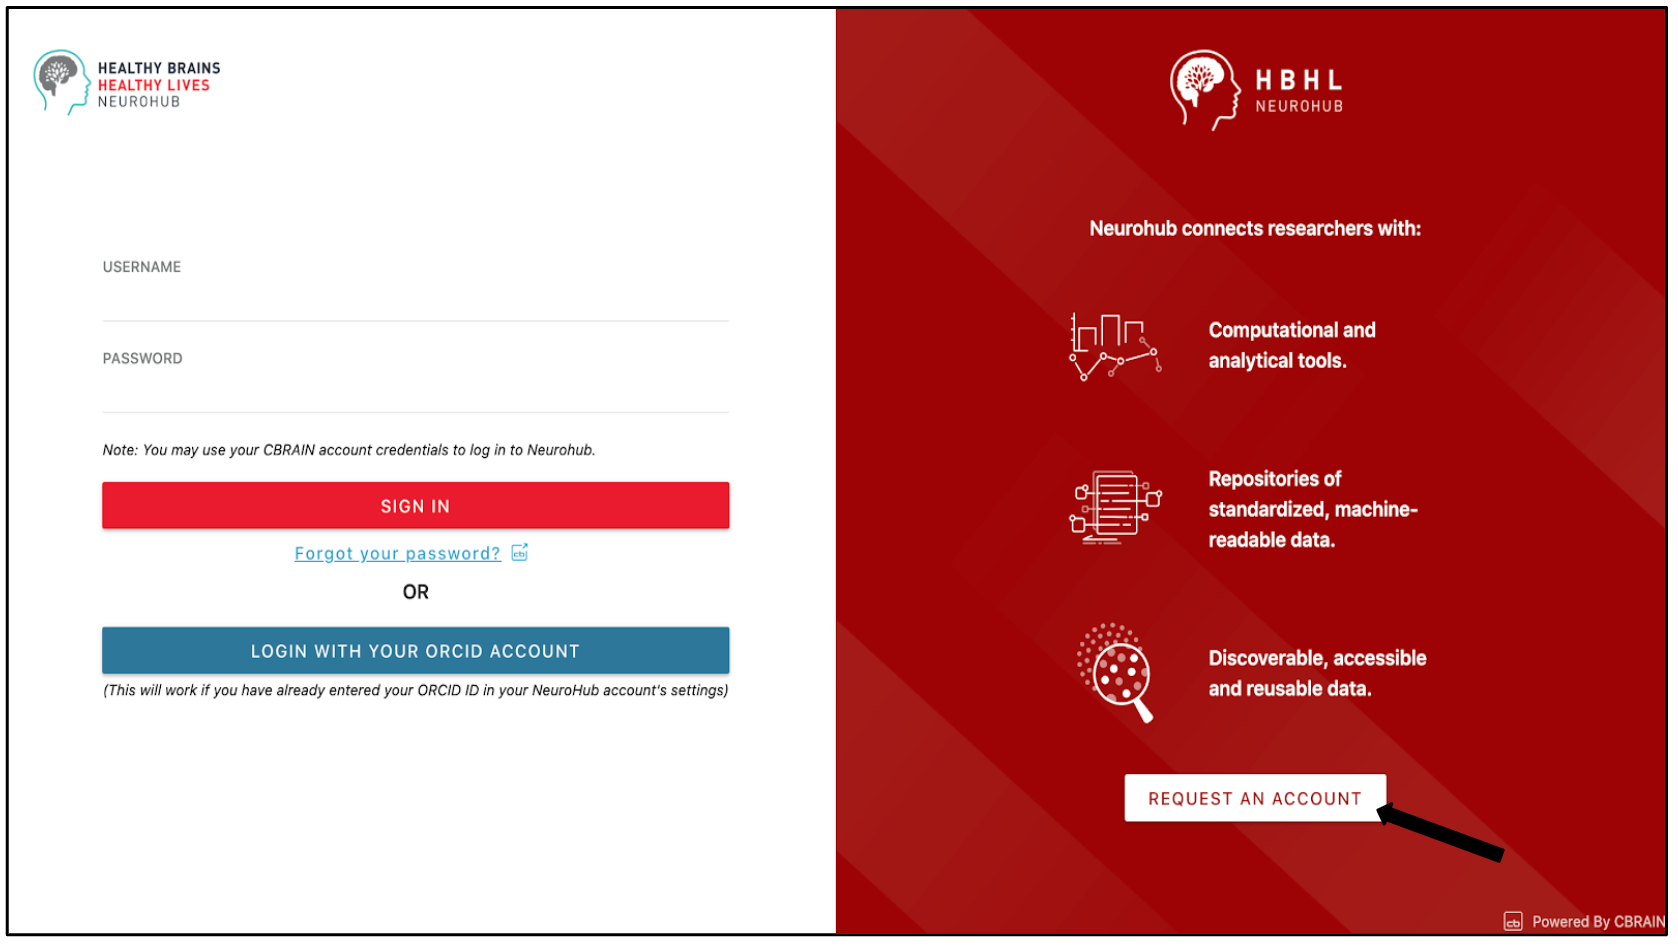 HEALTHY BRAINS
HEALTHY LIVES
NEUROHUB
USERNAME
PASSWORD
Note: You may use your CBRAIN account credentials to log in to Neurohub.
SIGN IN
Forgot your password? cb
OR
LOGIN WITH YOUR ORCID ACCOUNT
(This will work if you have already entered your ORCID ID in your NeuroHub account's settings)
HBHL
NEUROHUB
Neurohub connects researchers with:
Computational and
analytical tools.
Repositories of
standardized, machine-
readable data.
Discoverable, accessible
and reusable data.
REQUEST AN ACCOUNT
cb Powered By CBRAIN